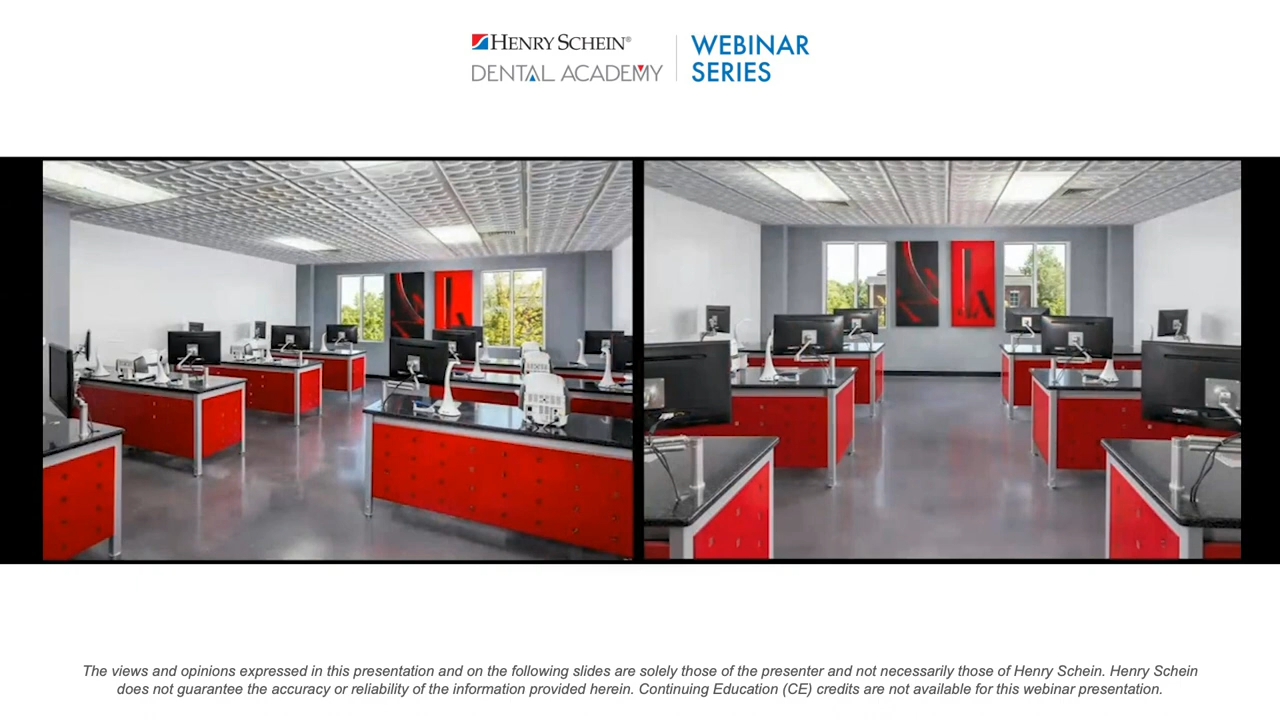 HENRY SCHEIN®
DENTAL ACADEMY
WEBINAR
SERIES
The views and opinions expressed in this presentation and on the following slides are solely those of the presenter and not necessarily those of Henry Schein. Henry Schein
does not guarantee the accuracy or reliability of the information provided herein. Continuing Education (CE) credits are not available for this webinar presentation.